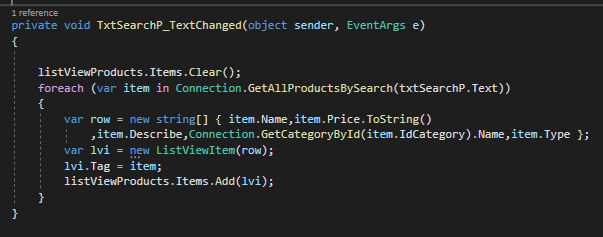 1 reference
private void TxtSearchP_TextChanged(object sender, EventArgs e)
{
listViewProducts.Items.Clear();
foreach (var item in Connection.GetAllProductsBySearch(txtSearchP.Text))
{
var row = new string[] { item.Name,item.Price.ToString()
,item.Describe,Connection.GetCategoryById(item.IdCategory).Name,item.Type };
var lvi = new ListViewItem(row);
lvi.Tag = item;
listViewProducts.Items.Add(lvi);
}
}